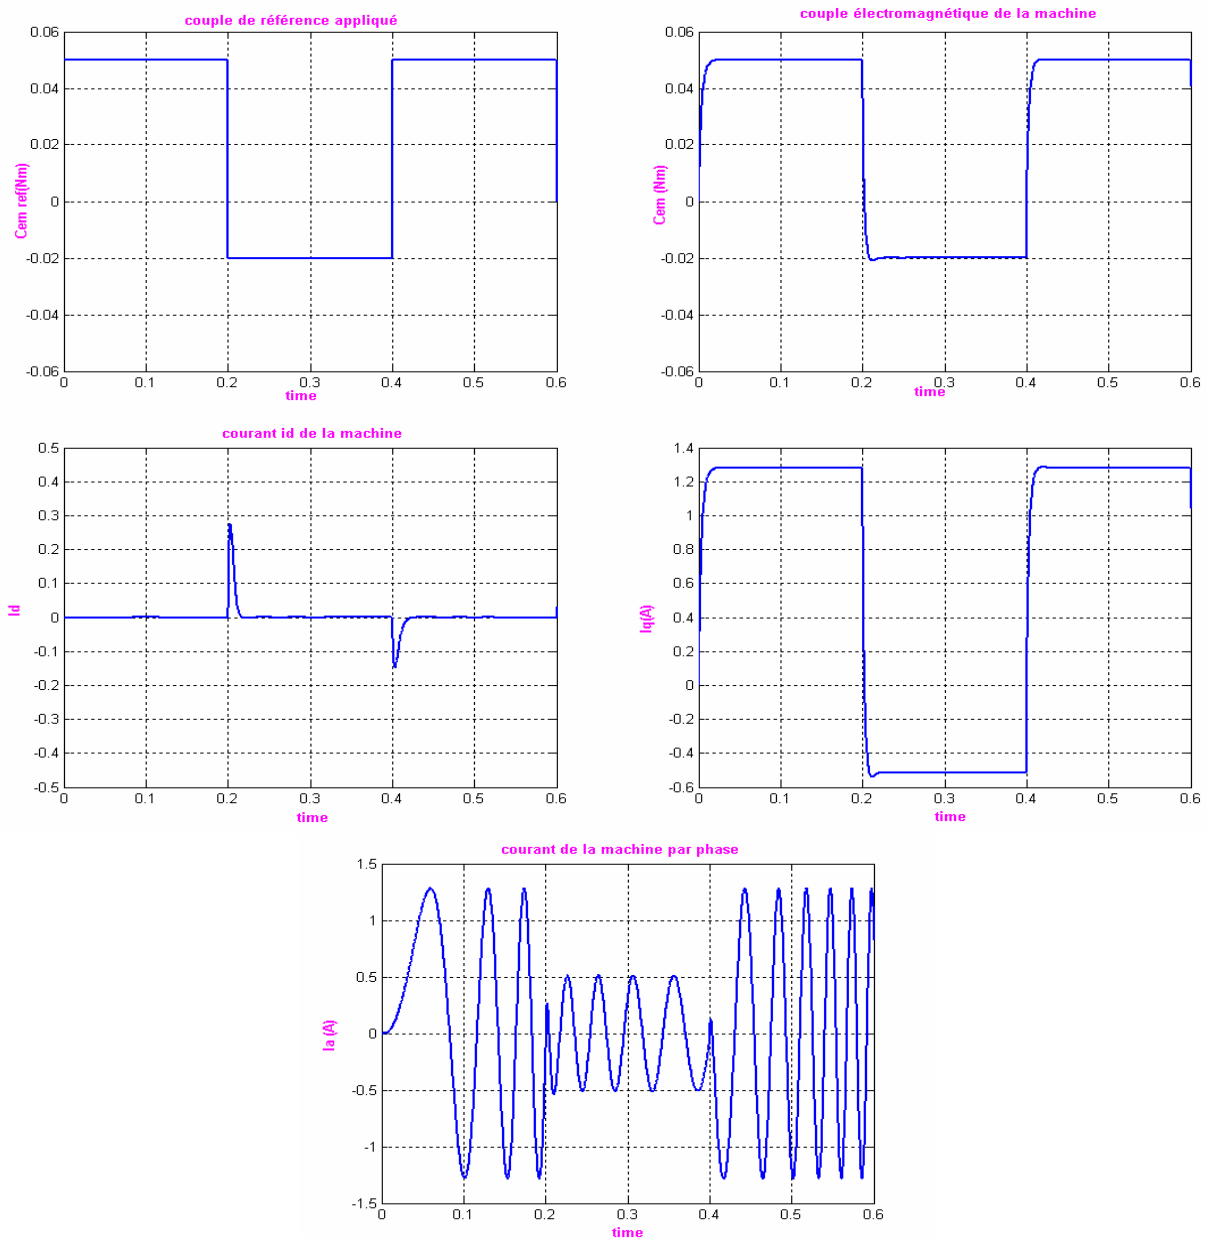 couple de référence appliqué
0.06
0.04
0.02
0
-0.02
-0.04
-0.06
Cem ref(Nm)
0 0.1 0.2 0.3 0.4 0.5 0.6
time
couple électromagnétique de la machine
0.06
0.04
0.02
0
-0.02
-0.04
-0.06
Cem (Nm)
0 0.1 0.2 0.3 0.4 0.5 0.6
time
courant id de la machine
0.5
0.4
0.3
0.2
0.1
0
-0.1
-0.2
-0.3
-0.4
-0.5
Id
0 0.1 0.2 0.3 0.4 0.5 0.6
time
1.4
1.2
1
0.8
0.6
0.4
0.2
0
-0.2
-0.4
-0.6
Iq(A)
0 0.1 0.2 0.3 0.4 0.5 0.6
time
courant de la machine par phase
1.5
1
0.5
0
-0.5
-1
-1.5
Ia (A)
0 0.1 0.2 0.3 0.4 0.5 0.6
time